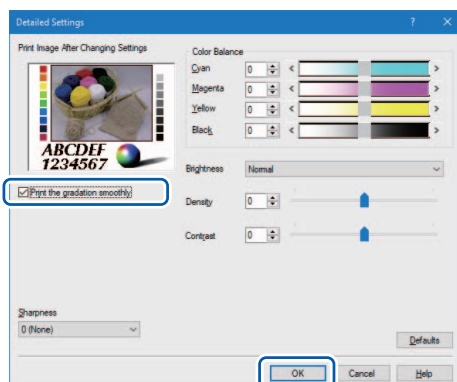 Detailed Settings ? ×
Print Image After Changing Settings
ABCDEF
1234567
Print the gradation smoothly
Sharpness
0 (None)
Color Balance
Cyan 0 < >
Magenta 0 < >
Yellow 0 < >
Black 0 < >
Brightness Normal
Density 0
Contrast 0
Defaults
OK Cancel Help